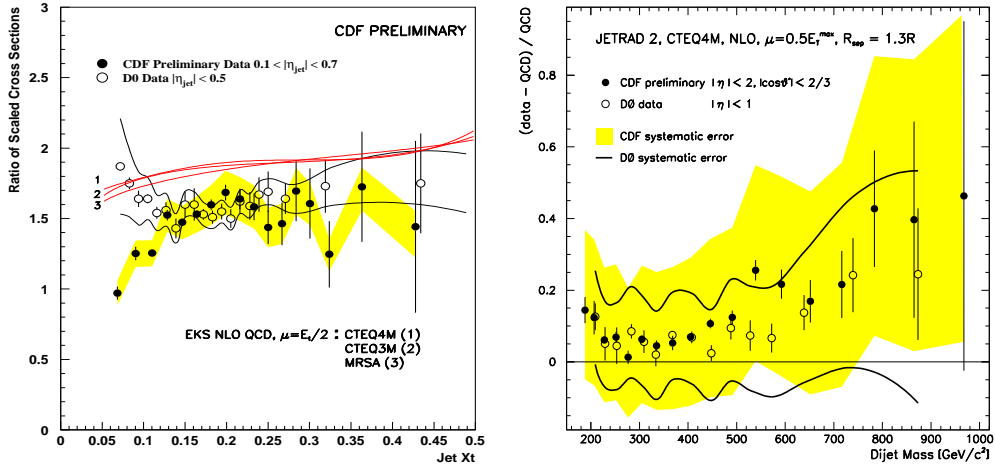 CDF PRELIMINARY
CDF Preliminary Data 0.1 < |η_jet| < 0.7
D0 Data |η_jet| < 0.5
Ratio of Scaled Cross Sections
3
2.5
2
1.5
1
0.5
0
1
2
3
EKS NLO QCD, μ=E_t/2 : CTEQ4M (1)
CTEQ3M (2)
MRSA (3)
0 0.05 0.1 0.15 0.2 0.25 0.3 0.35 0.4 0.45 0.5
Jet Xt
(data - QCD) / QCD
JETRAD 2, CTEQ4M, NLO, μ=0.5E_T^max, R_sep = 1.3R
CDF preliminary |η| < 2, |cosϑ*| < 2/3
DØ data |η| < 1
CDF systematic error
DØ systematic error
0.8
0.6
0.4
0.2
0
200 300 400 500 600 700 800 900 1000
Dijet Mass [GeV/c²]